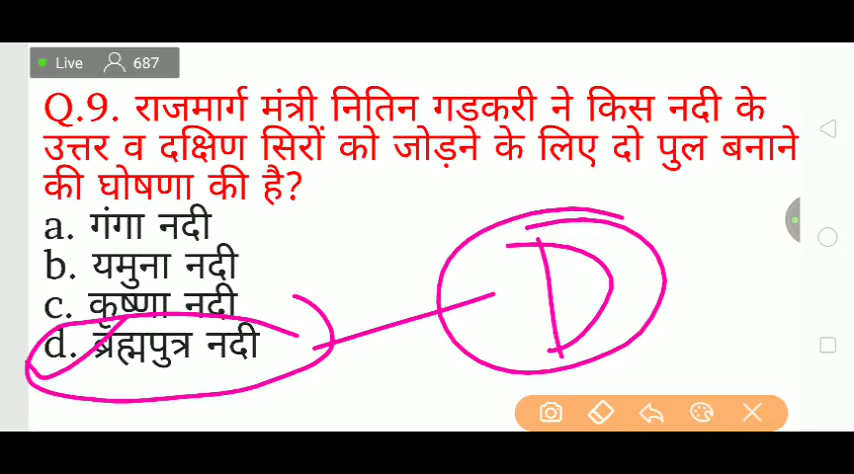 Live 687
Q.9. राजमार्ग मंत्री नितिन गडकरी ने किस नदी के
उत्तर व दक्षिण सिरों को जोड़ने के लिए दो पुल बनाने
की घोषणा की है?
a. गंगा नदी
b. यमुना नदी
c. कृष्णा नदी
d. ब्रह्मपुत्र नदी
D